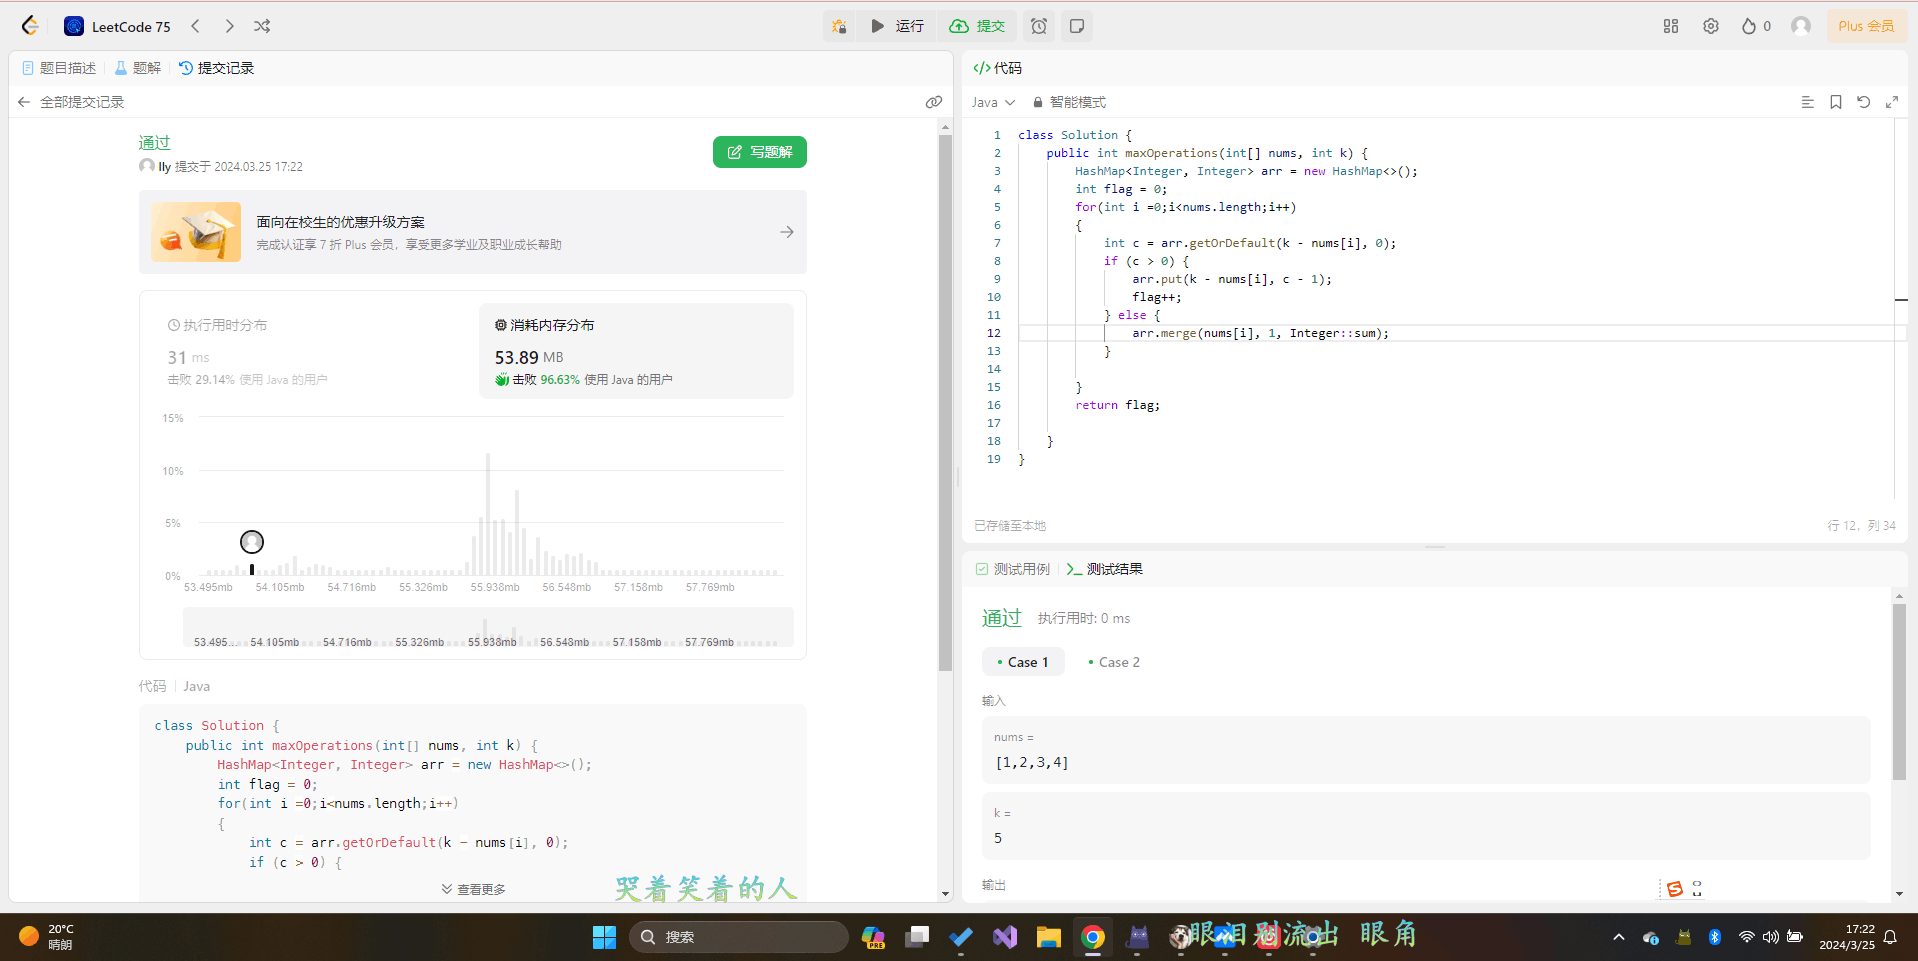 LeetCode 75
运行
提交
0
Plus 会员
题目描述
题解
提交记录
全部提交记录
通过
lly 提交于 2024.03.25 17:22
写题解
面向在校生的优惠升级方案
完成认证享 7 折 Plus 会员，享受更多学业及职业成长帮助
执行用时分布
31 ms
击败 29.14% 使用 Java 的用户
消耗内存分布
53.89 MB
击败 96.63% 使用 Java 的用户
15%
10%
5%
0%
53.495mb 54.105mb 54.716mb 55.326mb 55.938mb 56.548mb 57.158mb 57.769mb
53.495... 54.105mb 54.716mb 55.326mb 55.938mb 56.548mb 57.158mb 57.769mb
代码 Java
class Solution {
public int maxOperations(int[] nums, int k) {
HashMap<Integer, Integer> arr = new HashMap<>();
int flag = 0;
for(int i =0;i<nums.length;i++)
{
int c = arr.getOrDefault(k - nums[i], 0);
if (c > 0) {
查看更多
哭着笑着的人
代码
Java
智能模式
1 class Solution {
2 public int maxOperations(int[] nums, int k) {
3 HashMap<Integer, Integer> arr = new HashMap<>();
4 int flag = 0;
5 for(int i =0;i<nums.length;i++)
6 {
7 int c = arr.getOrDefault(k - nums[i], 0);
8 if (c > 0) {
9 arr.put(k - nums[i], c - 1);
10 flag++;
11 } else {
12 arr.merge(nums[i], 1, Integer::sum);
13 }
14
15 }
16 return flag;
17
18 }
19 }
已存储至本地
行 12，列 34
测试用例
测试结果
通过 执行用时: 0 ms
Case 1
Case 2
输入
nums =
[1,2,3,4]
k =
5
输出
20°C
晴朗
搜索
PRE
流出 眼角
17:22
2024/3/25